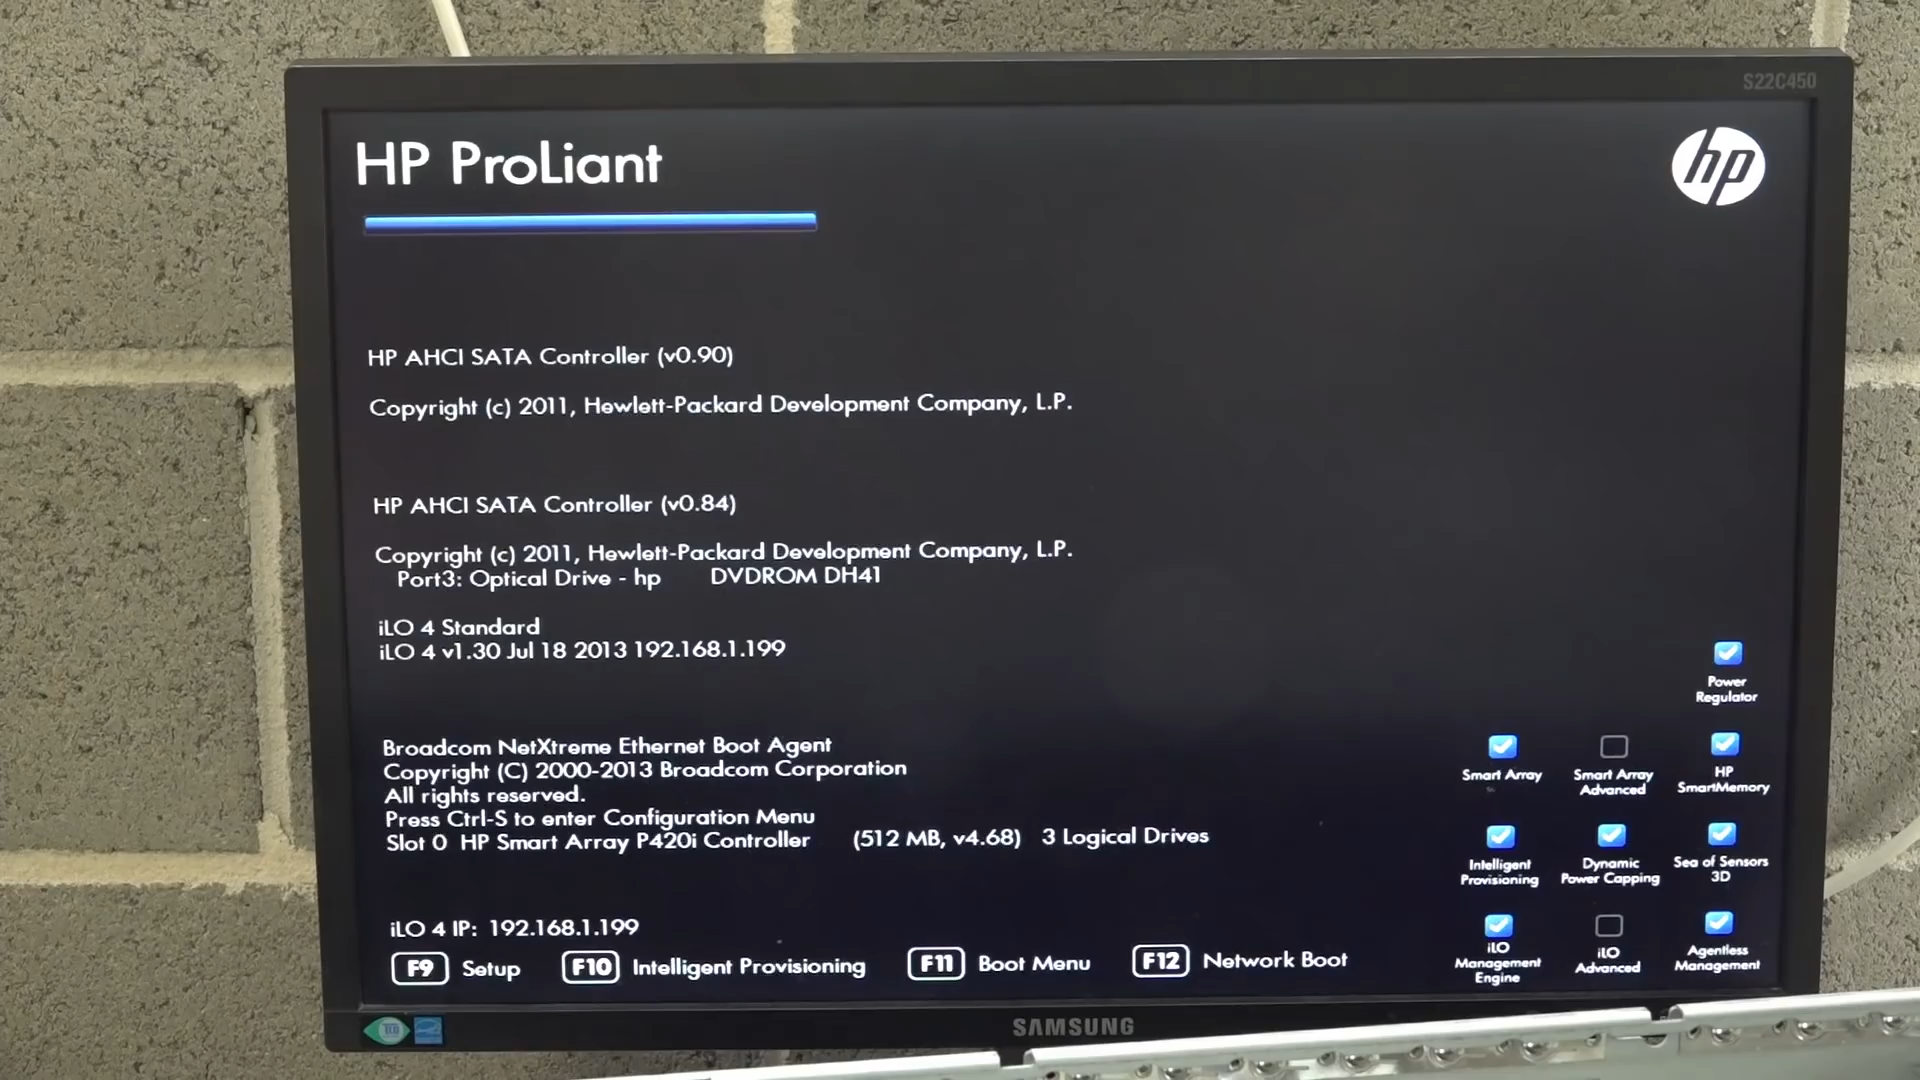 S22C450
HP ProLiant
hp
HP AHCI SATA Controller (v0.90)
Copyright (c) 2011, Hewlett-Packard Development Company, L.P.
HP AHCI SATA Controller (v0.84)
Copyright (c) 2011, Hewlett-Packard Development Company, L.P.
Port3: Optical Drive - hp DVDROM DH41
iLO 4 Standard
iLO 4 v1.30 Jul 18 2013 192.168.1.199
Broadcom NetXtreme Ethernet Boot Agent
Copyright (C) 2000-2013 Broadcom Corporation
All rights reserved.
Press Ctrl-S to enter Configuration Menu
Slot 0 HP Smart Array P420i Controller (512 MB, v4.68) 3 Logical Drives
Power
Regulator
Smart Array
Smart Array
Advanced
HP
SmartMemory
Intelligent
Provisioning
Dynamic
Power Capping
Sea of Sensors
3D
iLO
Management
Engine
iLO
Advanced
Agentless
Management
iLO 4 IP: 192.168.1.199
F9 Setup F10 Intelligent Provisioning F11 Boot Menu F12 Network Boot
SAMSUNG